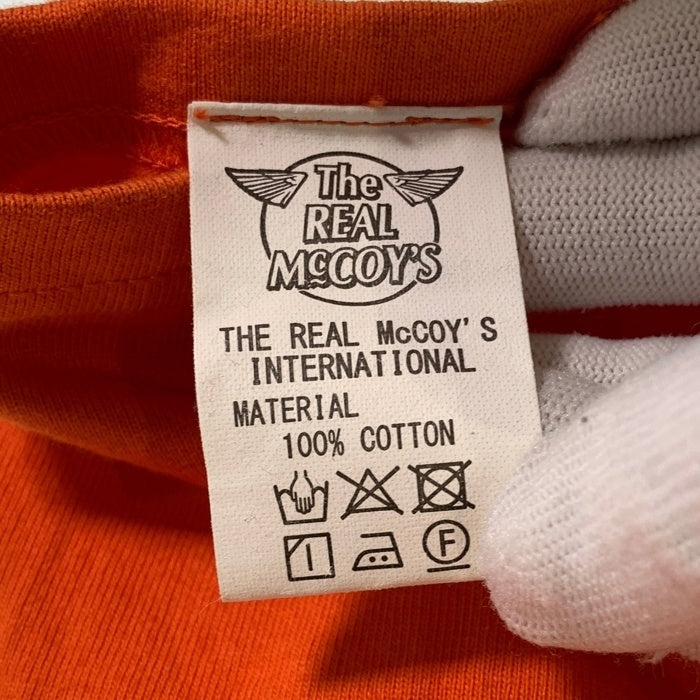 The
REAL
McCOY'S
THE REAL McCOY'S
INTERNATIONAL
MATERIAL
100% COTTON
F